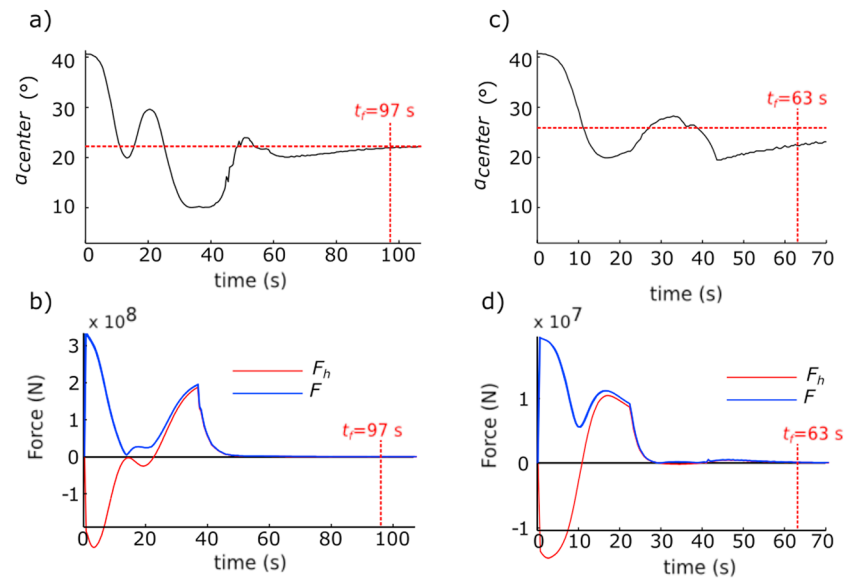 a)
a_center (°)
40
30
20
10
t_f=97 s
0 20 40 60 80 100
time (s)
b)
x 10^8
Force (N)
3
2
1
0
-1
F_h
F
t_f=97 s
0 20 40 60 80 100
time (s)
c)
a_center (°)
40
30
20
10
t_f=63 s
0 10 20 30 40 50 60 70
time (s)
d)
x 10^7
Force (N)
2
1
0
-1
F_h
F
t_f=63 s
0 10 20 30 40 50 60 70
time (s)